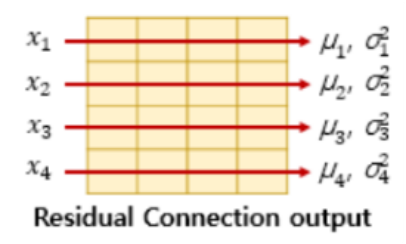 x₁ μ₁, σ₁²
x₂ μ₂, σ₂²
x₃ μ₃, σ₃²
x₄ μ₄, σ₄²
Residual Connection output